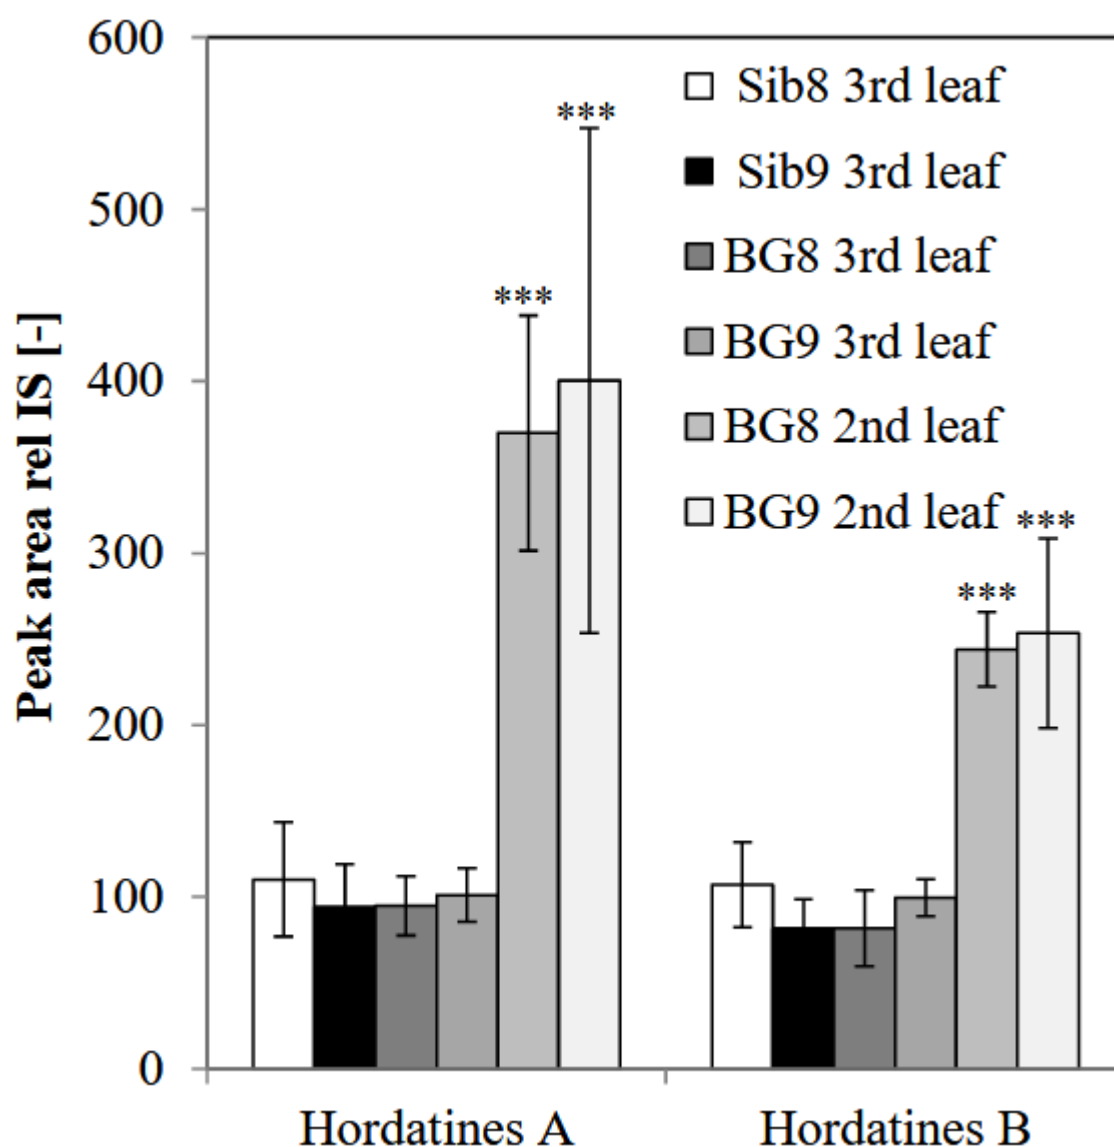 600
500
400
300
200
100
0
Peak area rel IS [-]
Sib8 3rd leaf
Sib9 3rd leaf
BG8 3rd leaf
BG9 3rd leaf
BG8 2nd leaf
BG9 2nd leaf
***
***
***
***
Hordatines A
Hordatines B